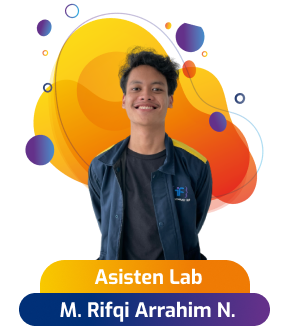 Asisten Lab
M. Rifqi Arrahim N.